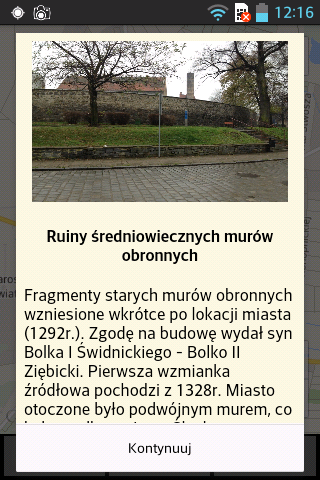 12:16
Ruiny średniowiecznych murów
obronnych
Fragmenty starych murów obronnych
wzniesione wkrótce po lokacji miasta
(1292r.). Zgodę na budowę wydał syn
Bolka I Świdnickiego - Bolko II
Ziębicki. Pierwsza wzmianka
źródłowa pochodzi z 1328r. Miasto
otoczone było podwójnym murem, co
Kontynuuj